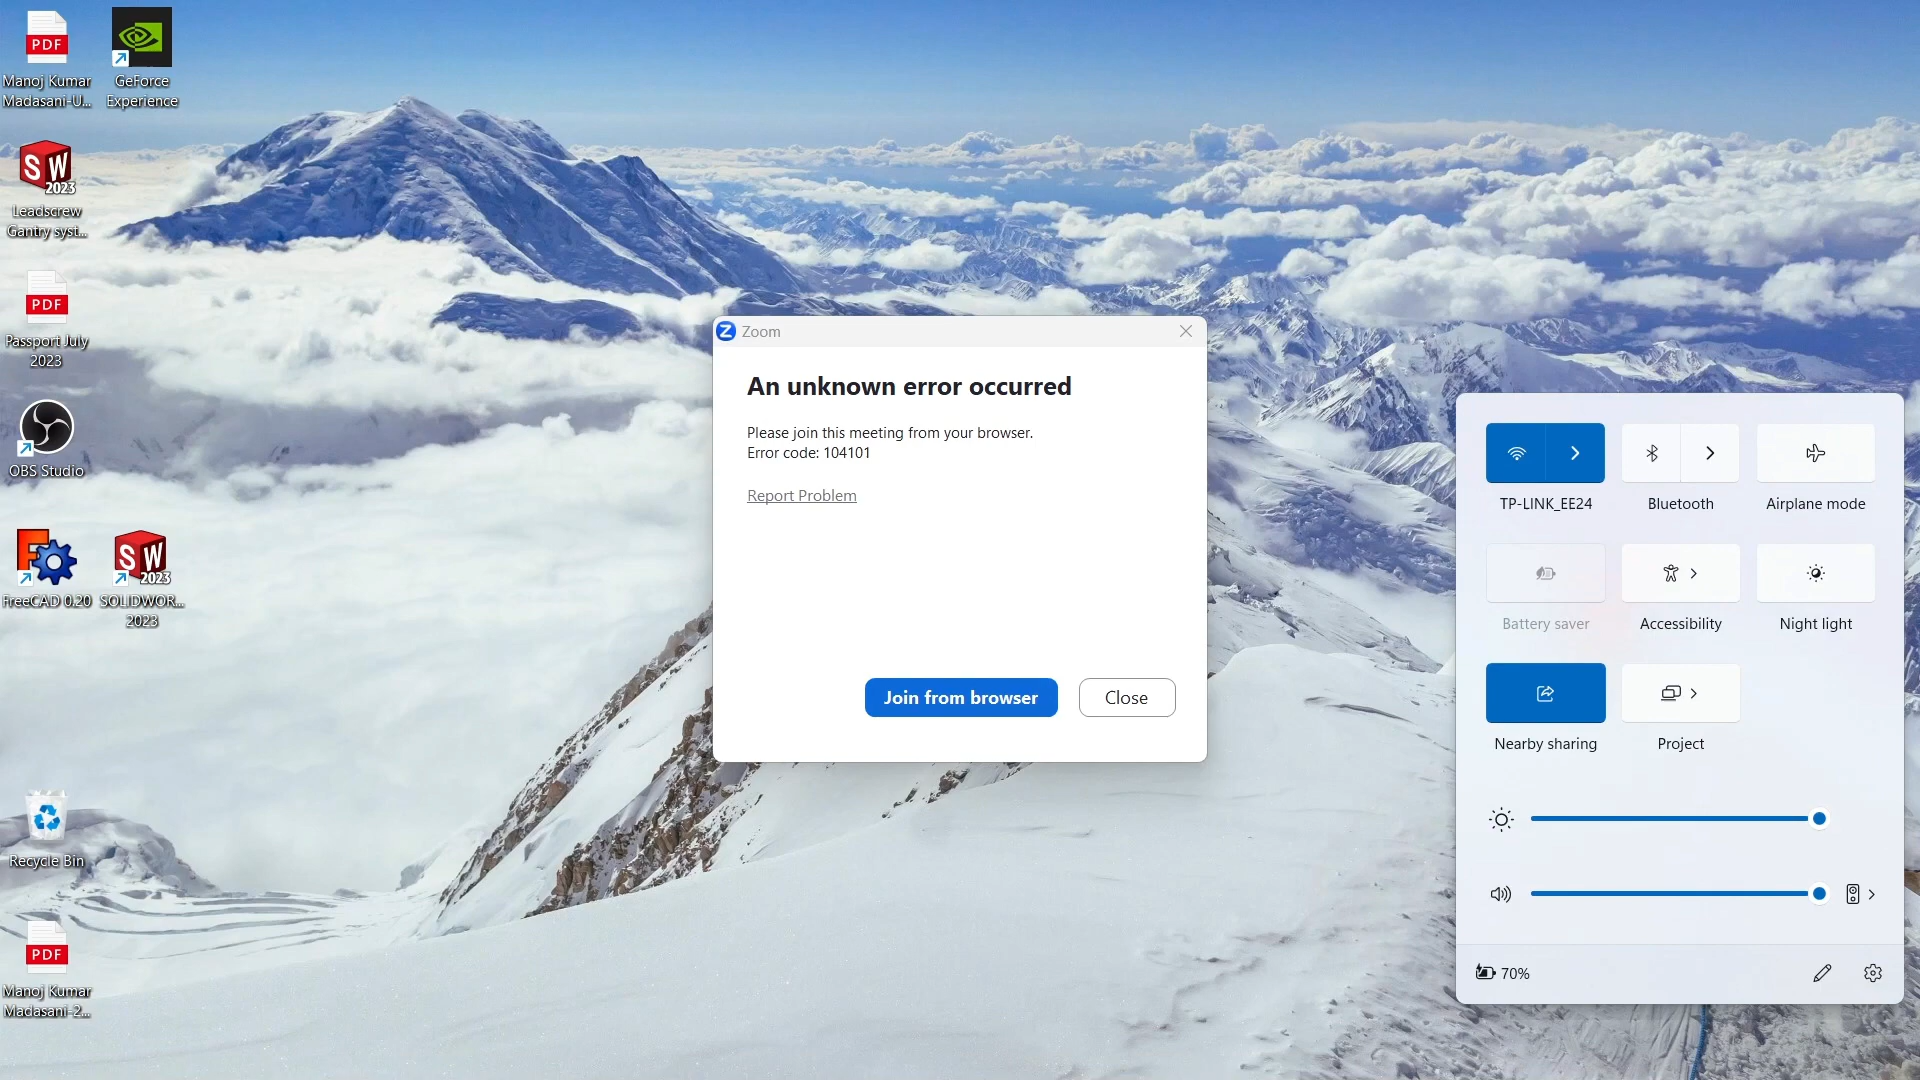 PDF
Manoj Kumar
Madasani-U...
GeForce
Experience
SW
2023
Leadscrew
Gantry syst...
PDF
Passport July
2023
OBS Studio
FreeCAD 0.20
SW
2023
SOLIDWOR...
2023
Recycle Bin
PDF
Manoj Kumar
Madasani-2...
Zoom
An unknown error occurred
Please join this meeting from your browser.
Error code: 104101
Report Problem
Join from browser
Close
TP-LINK_EE24
Bluetooth
Airplane mode
Battery saver
Accessibility
Night light
Nearby sharing
Project
70%